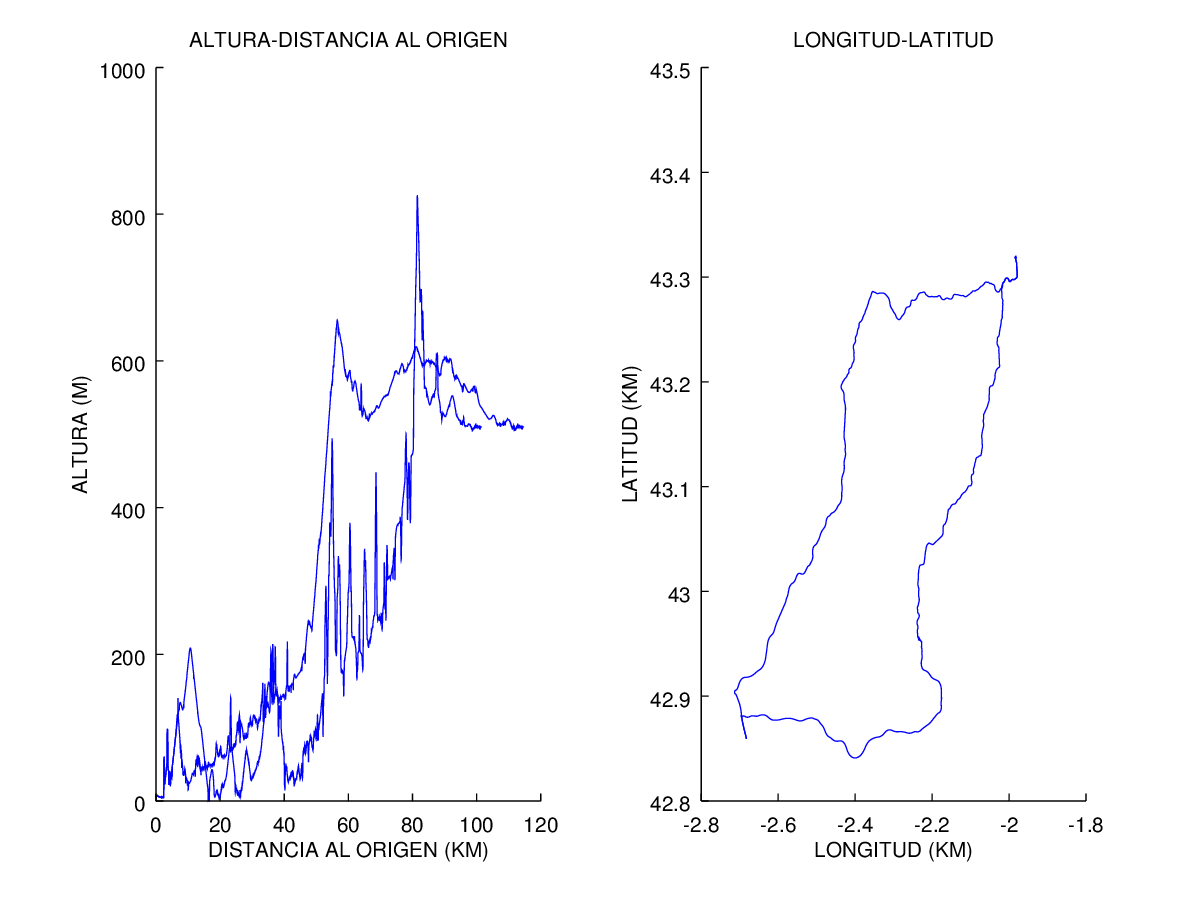 ALTURA-DISTANCIA AL ORIGEN
1000
800
600
400
200
0
ALTURA (M)
0 20 40 60 80 100 120
DISTANCIA AL ORIGEN (KM)
LONGITUD-LATITUD
43.5
43.4
43.3
43.2
43.1
43
42.9
42.8
LATITUD (KM)
-2.8 -2.6 -2.4 -2.2 -2 -1.8
LONGITUD (KM)